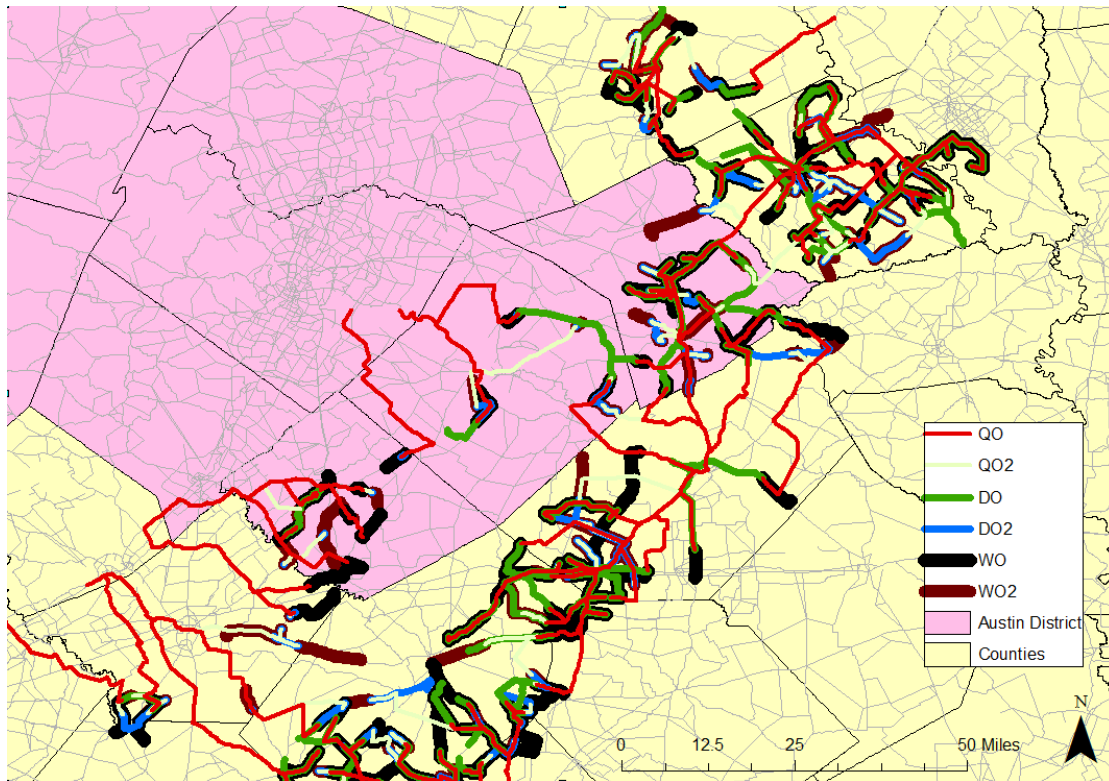 QO
QO2
DO
DO2
WO
WO2
Austin District
Counties
N
0 12.5 25 50 Miles